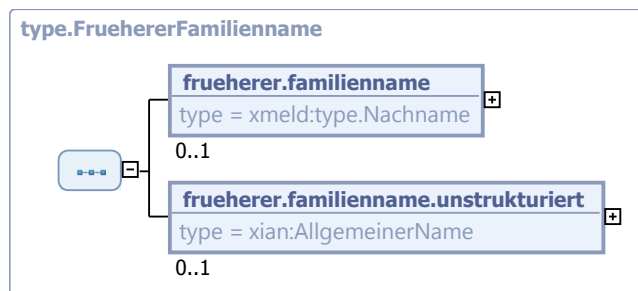 type.FruehererFamilienname
frueherer.familienname
type = xmeld:type.Nachname
0..1
frueherer.familienname.unstrukturiert
type = xian:AllgemeinerName
0..1